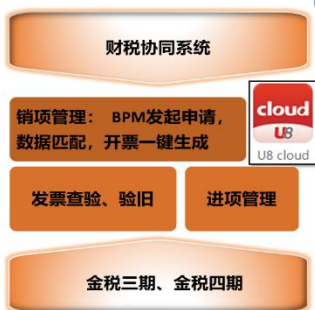 财税协同系统
销项管理： BPM发起申请，
数据匹配，开票一键生成
cloud
U8
U8 cloud
发票查验、验旧
进项管理
金税三期、金税四期